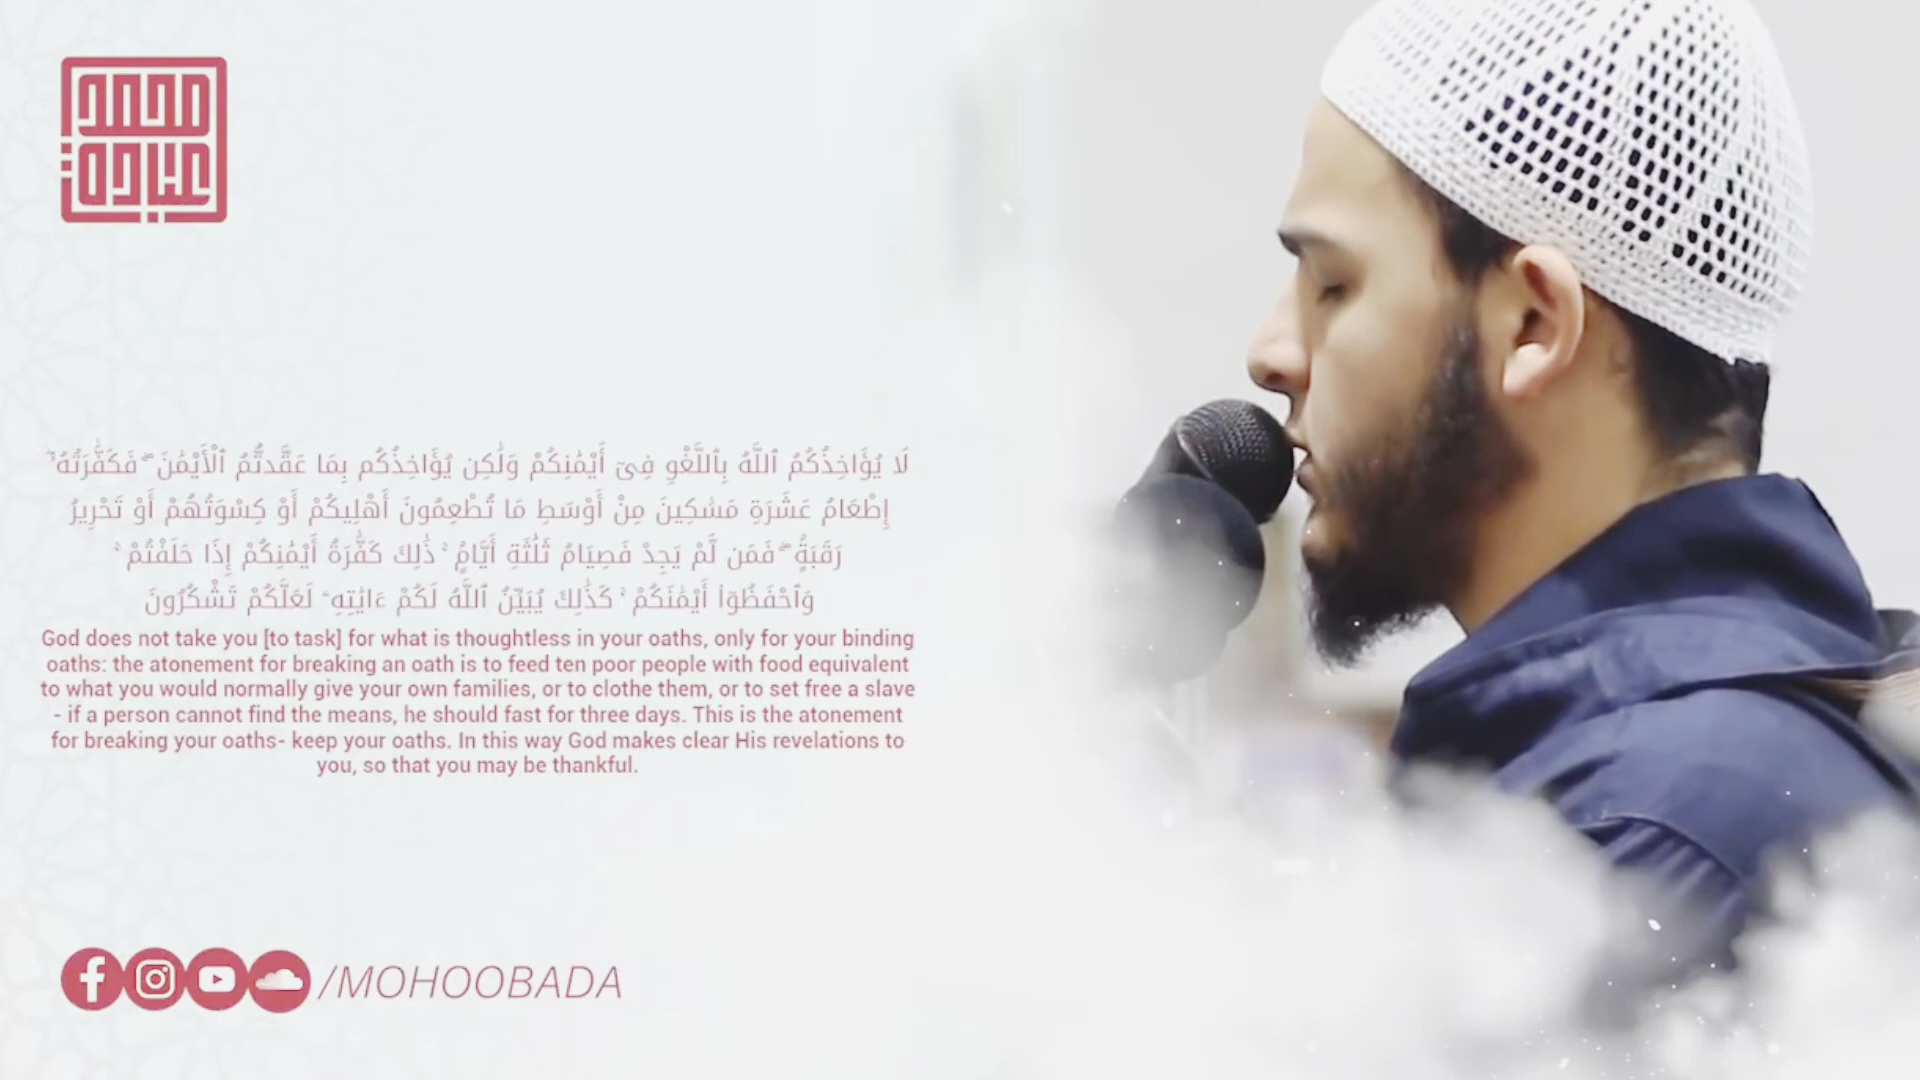 محمد
عبادة
لَا يُؤَاخِذُكُمُ ٱللَّهُ بِٱللَّغْوِ فِىٓ أَيْمَٰنِكُمْ وَلَٰكِن يُؤَاخِذُكُم بِمَا عَقَّدتُّمُ ٱلْأَيْمَٰنَ ۖ فَكَفَّٰرَتُهُۥٓ
إِطْعَامُ عَشَرَةِ مَسَٰكِينَ مِنْ أَوْسَطِ مَا تُطْعِمُونَ أَهْلِيكُمْ أَوْ كِسْوَتُهُمْ أَوْ تَحْرِيرُ
رَقَبَةٍ ۖ فَمَن لَّمْ يَجِدْ فَصِيَامُ ثَلَٰثَةِ أَيَّامٍ ۚ ذَٰلِكَ كَفَّٰرَةُ أَيْمَٰنِكُمْ إِذَا حَلَفْتُمْ ۚ
وَٱحْفَظُوٓا۟ أَيْمَٰنَكُمْ ۚ كَذَٰلِكَ يُبَيِّنُ ٱللَّهُ لَكُمْ ءَايَٰتِهِۦ لَعَلَّكُمْ تَشْكُرُونَ
God does not take you [to task] for what is thoughtless in your oaths, only for your binding
oaths: the atonement for breaking an oath is to feed ten poor people with food equivalent
to what you would normally give your own families, or to clothe them, or to set free a slave
- if a person cannot find the means, he should fast for three days. This is the atonement
for breaking your oaths- keep your oaths. In this way God makes clear His revelations to
you, so that you may be thankful.
/MOHOOBADA